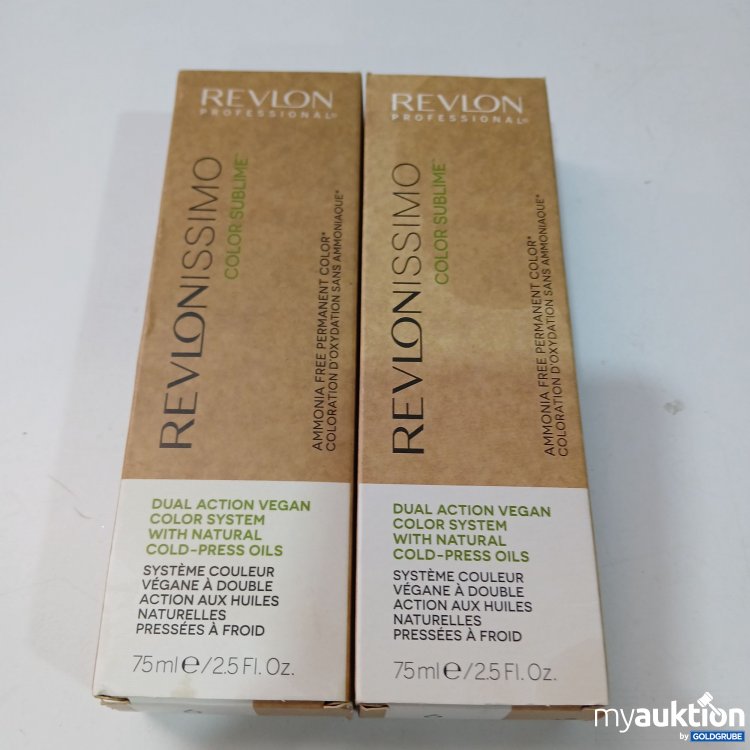 REVLON
PROFESSIONAL®
REVLONISSIMO
COLOR SUBLIME™
AMMONIA FREE PERMANENT COLOR*
COLORATION D'OXYDATION SANS AMMONIAQUE*
DUAL ACTION VEGAN
COLOR SYSTEM
WITH NATURAL
COLD-PRESS OILS
SYSTÈME COULEUR
VÉGANE À DOUBLE
ACTION AUX HUILES
NATURELLES
PRESSÉES À FROID
75ml e/2.5 Fl. Oz.
REVLON
PROFESSIONAL®
REVLONISSIMO
COLOR SUBLIME™
AMMONIA FREE PERMANENT COLOR*
COLORATION D'OXYDATION SANS AMMONIAQUE*
DUAL ACTION VEGAN
COLOR SYSTEM
WITH NATURAL
COLD-PRESS OILS
SYSTÈME COULEUR
VÉGANE À DOUBLE
ACTION AUX HUILES
NATURELLES
PRESSÉES À FROID
75ml e/2.5 Fl. Oz.
myauktion
by GOLDGRUBE